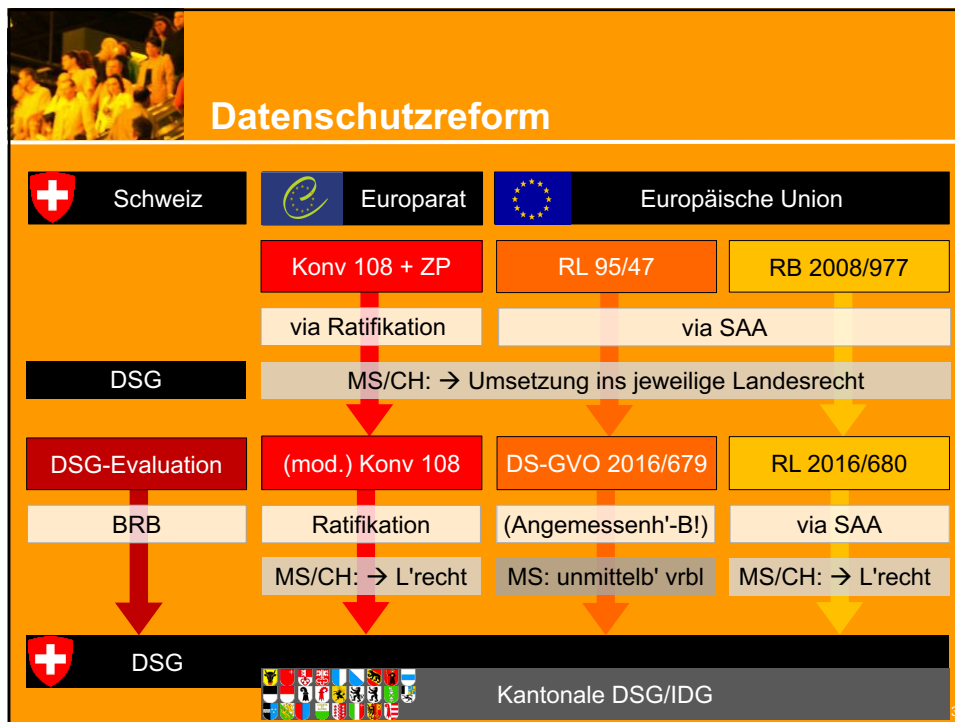 Datenschutzreform
Schweiz
Europarat
Europäische Union
Konv 108 + ZP
RL 95/47
RB 2008/977
via Ratifikation
via SAA
DSG
MS/CH: → Umsetzung ins jeweilige Landesrecht
DSG-Evaluation
(mod.) Konv 108
DS-GVO 2016/679
RL 2016/680
BRB
Ratifikation
(Angemessenh'-B!)
via SAA
MS/CH: → L'recht
MS: unmittelb' vrbl
MS/CH: → L'recht
DSG
Kantonale DSG/IDG